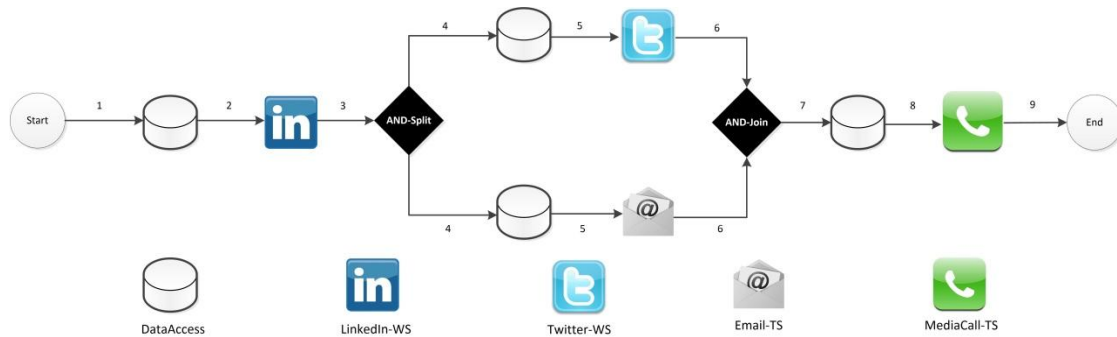 4
5
6
Start
1
2
in
3
AND-Split
AND-Join
7
8
9
End
4
5
@
6
DataAccess
in
LinkedIn-WS
t
Twitter-WS
@
Email-TS
MediaCall-TS